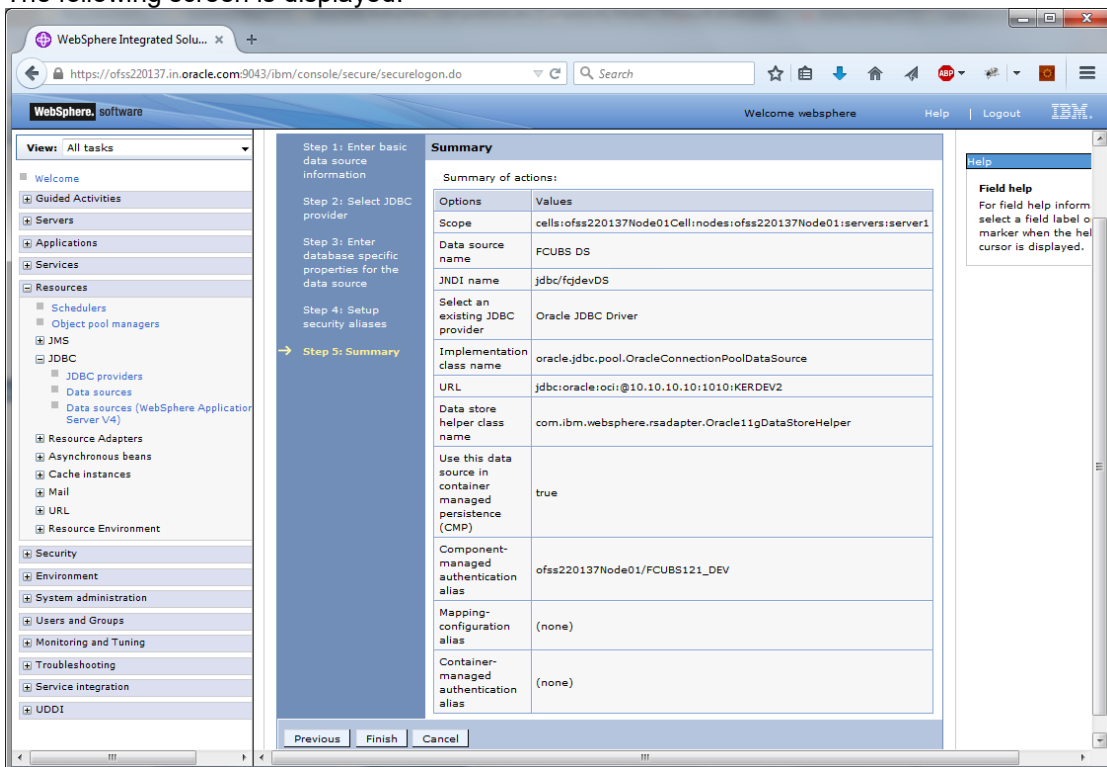 The following screen is displayed:
WebSphere Integrated Solu... × +
https://ofss220137.in.oracle.com:9043/ibm/console/secure/securelogon.do
Search
ABP
WebSphere. software
Welcome websphere
Help | Logout
IBM.
View: All tasks
Welcome
Guided Activities
Servers
Applications
Services
Resources
Schedulers
Object pool managers
JMS
JDBC
JDBC providers
Data sources
Data sources (WebSphere Application
Server V4)
Resource Adapters
Asynchronous beans
Cache instances
Mail
URL
Resource Environment
Security
Environment
System administration
Users and Groups
Monitoring and Tuning
Troubleshooting
Service integration
UDDI
Step 1: Enter basic
data source
information
Step 2: Select JDBC
provider
Step 3: Enter
database specific
properties for the
data source
Step 4: Setup
security aliases
Step 5: Summary
Summary
Summary of actions:
Options Values
Scope cells:ofss220137Node01Cell:nodes:ofss220137Node01:servers:server1
Data source
name
FCUBS DS
JNDI name jdbc/fcjdevDS
Select an
existing JDBC
provider
Oracle JDBC Driver
Implementation
class name
oracle.jdbc.pool.OracleConnectionPoolDataSource
URL jdbc:oracle:oci:@10.10.10.10:1010:KERDEV2
Data store
helper class
name
com.ibm.websphere.rsadapter.Oracle11gDataStoreHelper
Use this data
source in
container
managed
persistence
(CMP)
true
Component-
managed
authentication
alias
ofss220137Node01/FCUBS121_DEV
Mapping-
configuration
alias
(none)
Container-
managed
authentication
alias
(none)
Previous Finish Cancel
Help
Field help
For field help inform
select a field label o
marker when the hel
cursor is displayed.